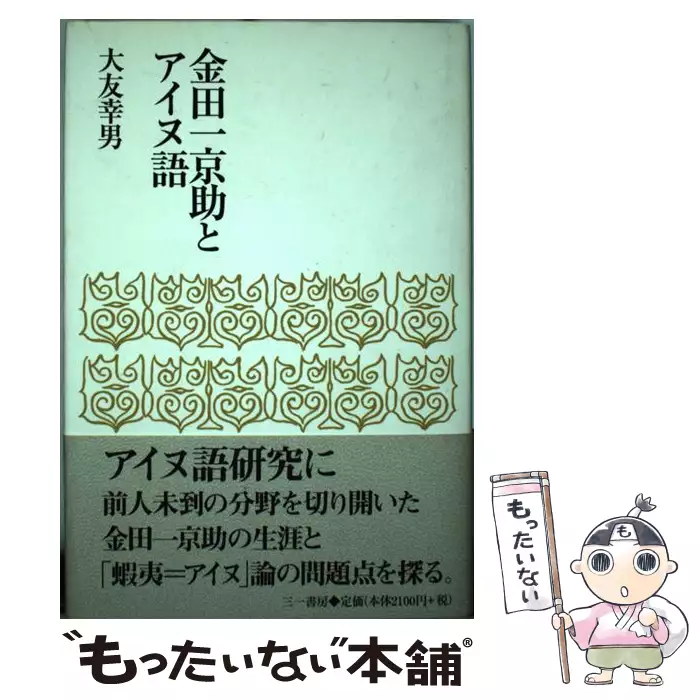 金田一京助と
アイヌ語
大友幸男
アイヌ語研究に
前人未到の分野を切り開いた
金田一京助の生涯と
「蝦夷＝アイヌ」論の問題点を探る。
三一書房◆定価(本体2100円+税)
も
もったいない
“もったいない本舗®